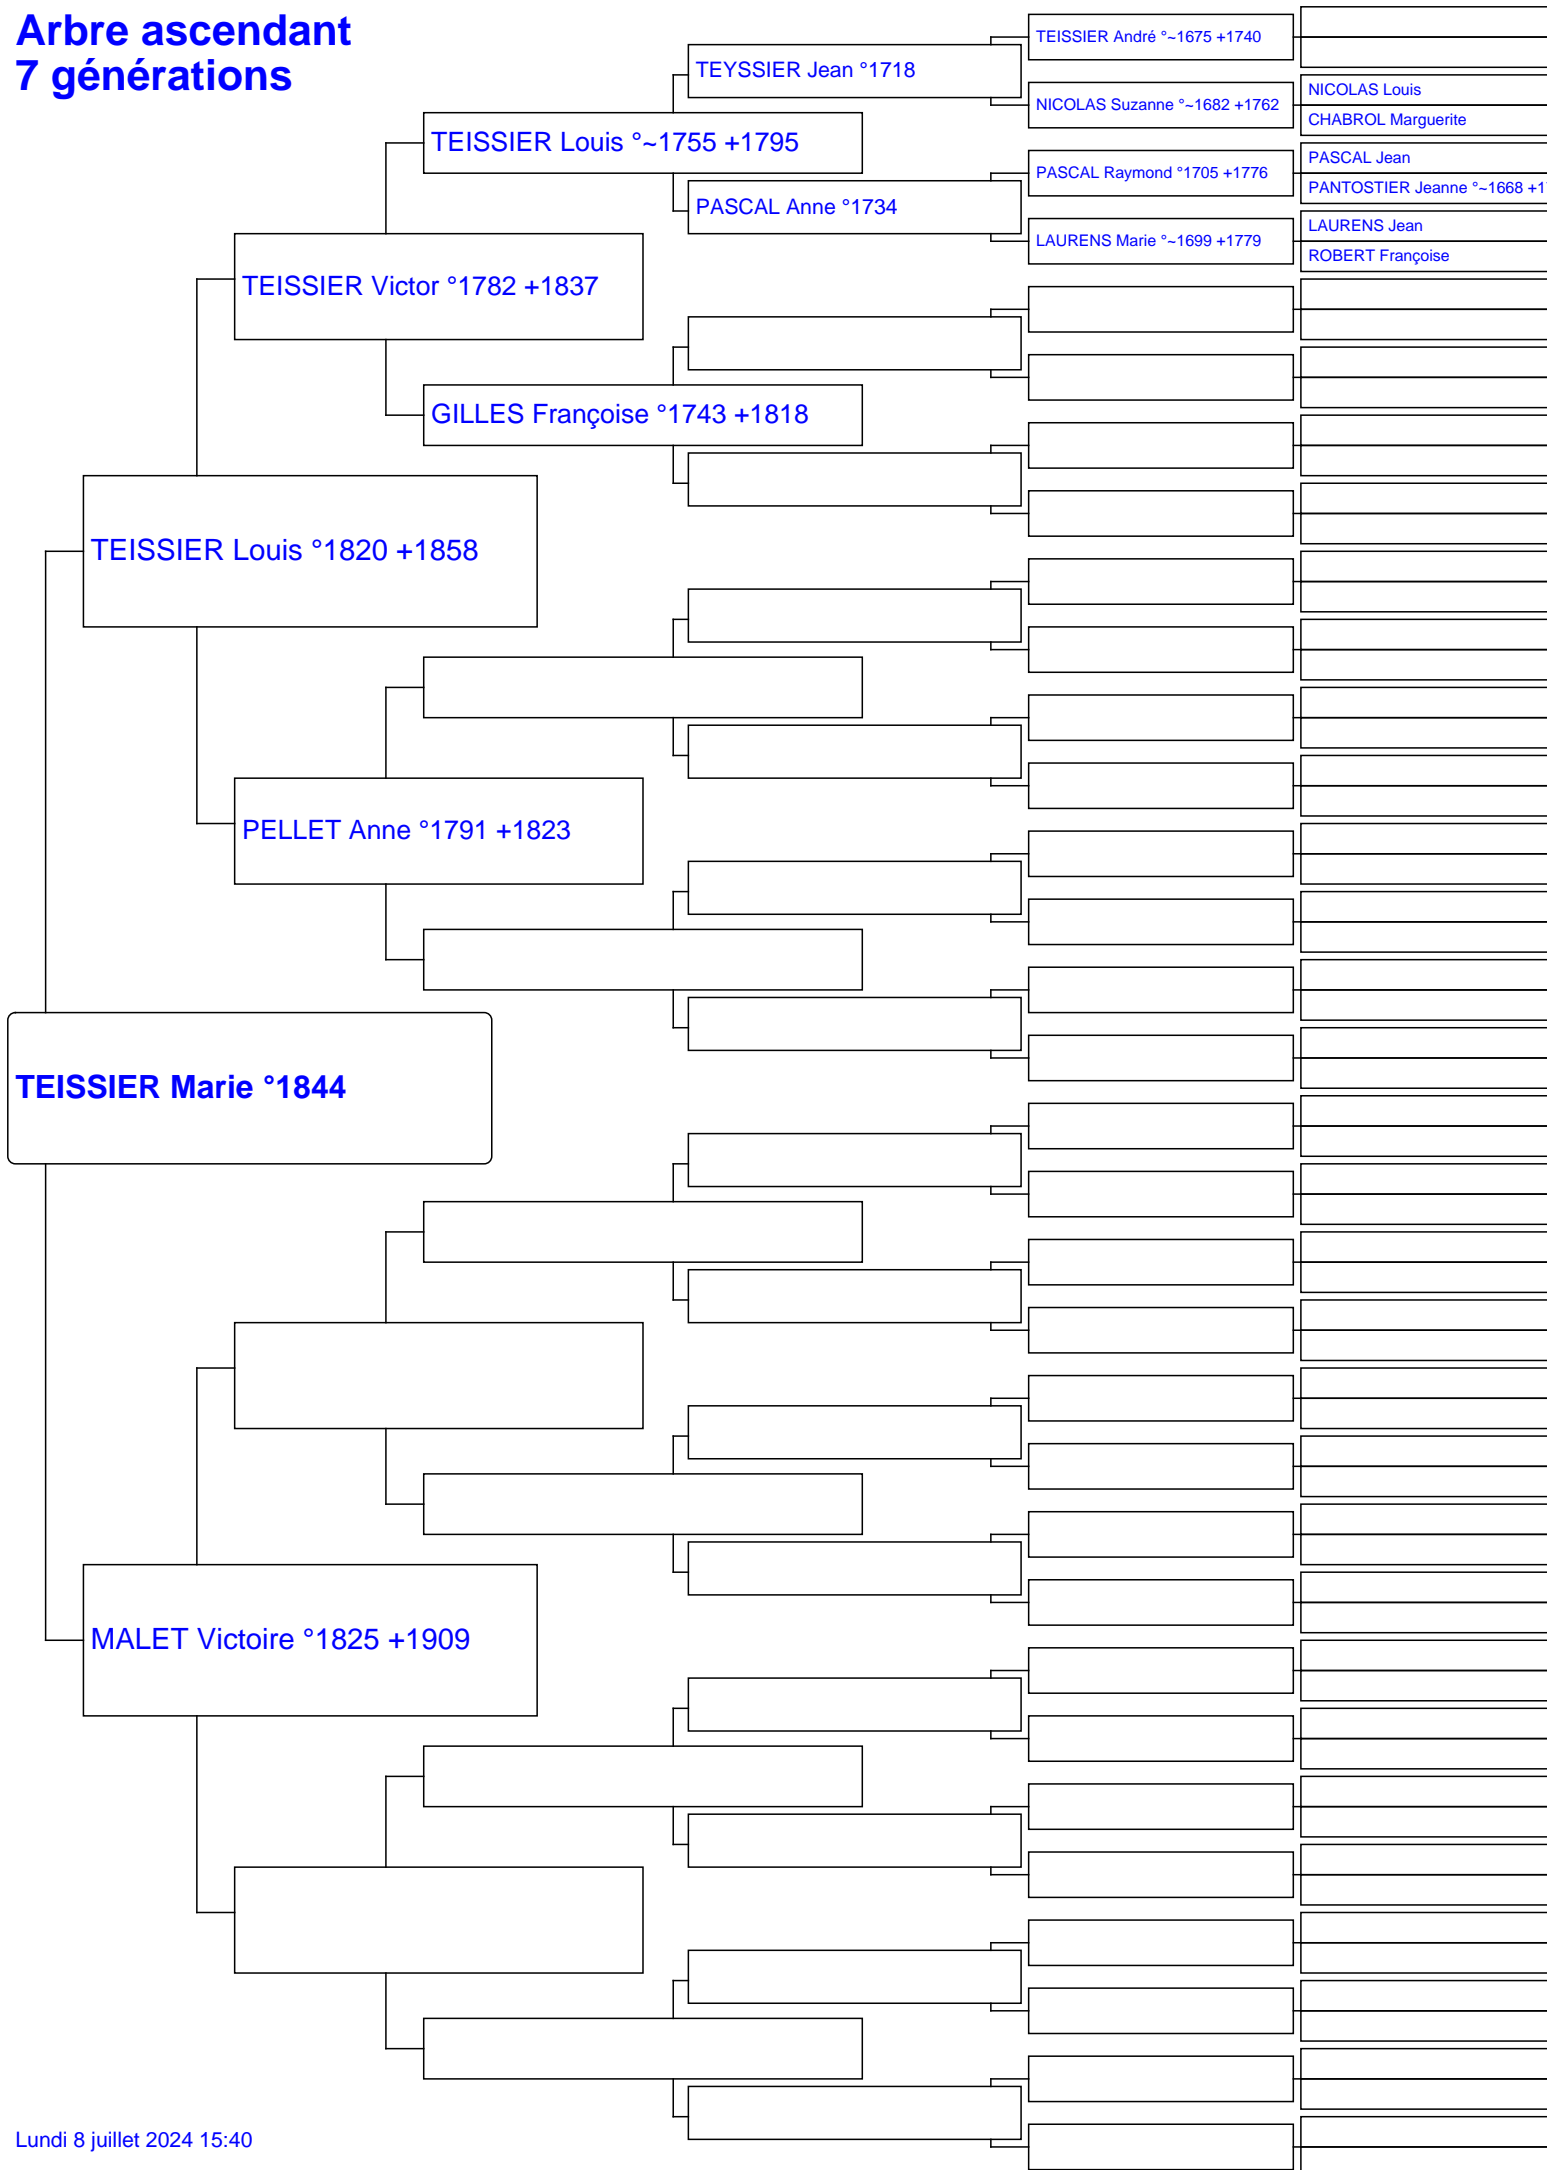 Arbre ascendant
7 générations
TEISSIER André °~1675 +1740
TEYSSIER Jean °1718
NICOLAS Louis
NICOLAS Suzanne °~1682 +1762
CHABROL Marguerite
TEISSIER Louis °~1755 +1795
PASCAL Jean
PASCAL Raymond °1705 +1776
PANTOSTIER Jeanne °~1668
PASCAL Anne °1734
LAURENS Jean
LAURENS Marie °~1699 +1779
ROBERT Françoise
TEISSIER Victor °1782 +1837
GILLES Françoise °1743 +1818
TEISSIER Louis °1820 +1858
PELLET Anne °1791 +1823
TEISSIER Marie °1844
MALET Victoire °1825 +1909
Lundi 8 juillet 2024 15:40